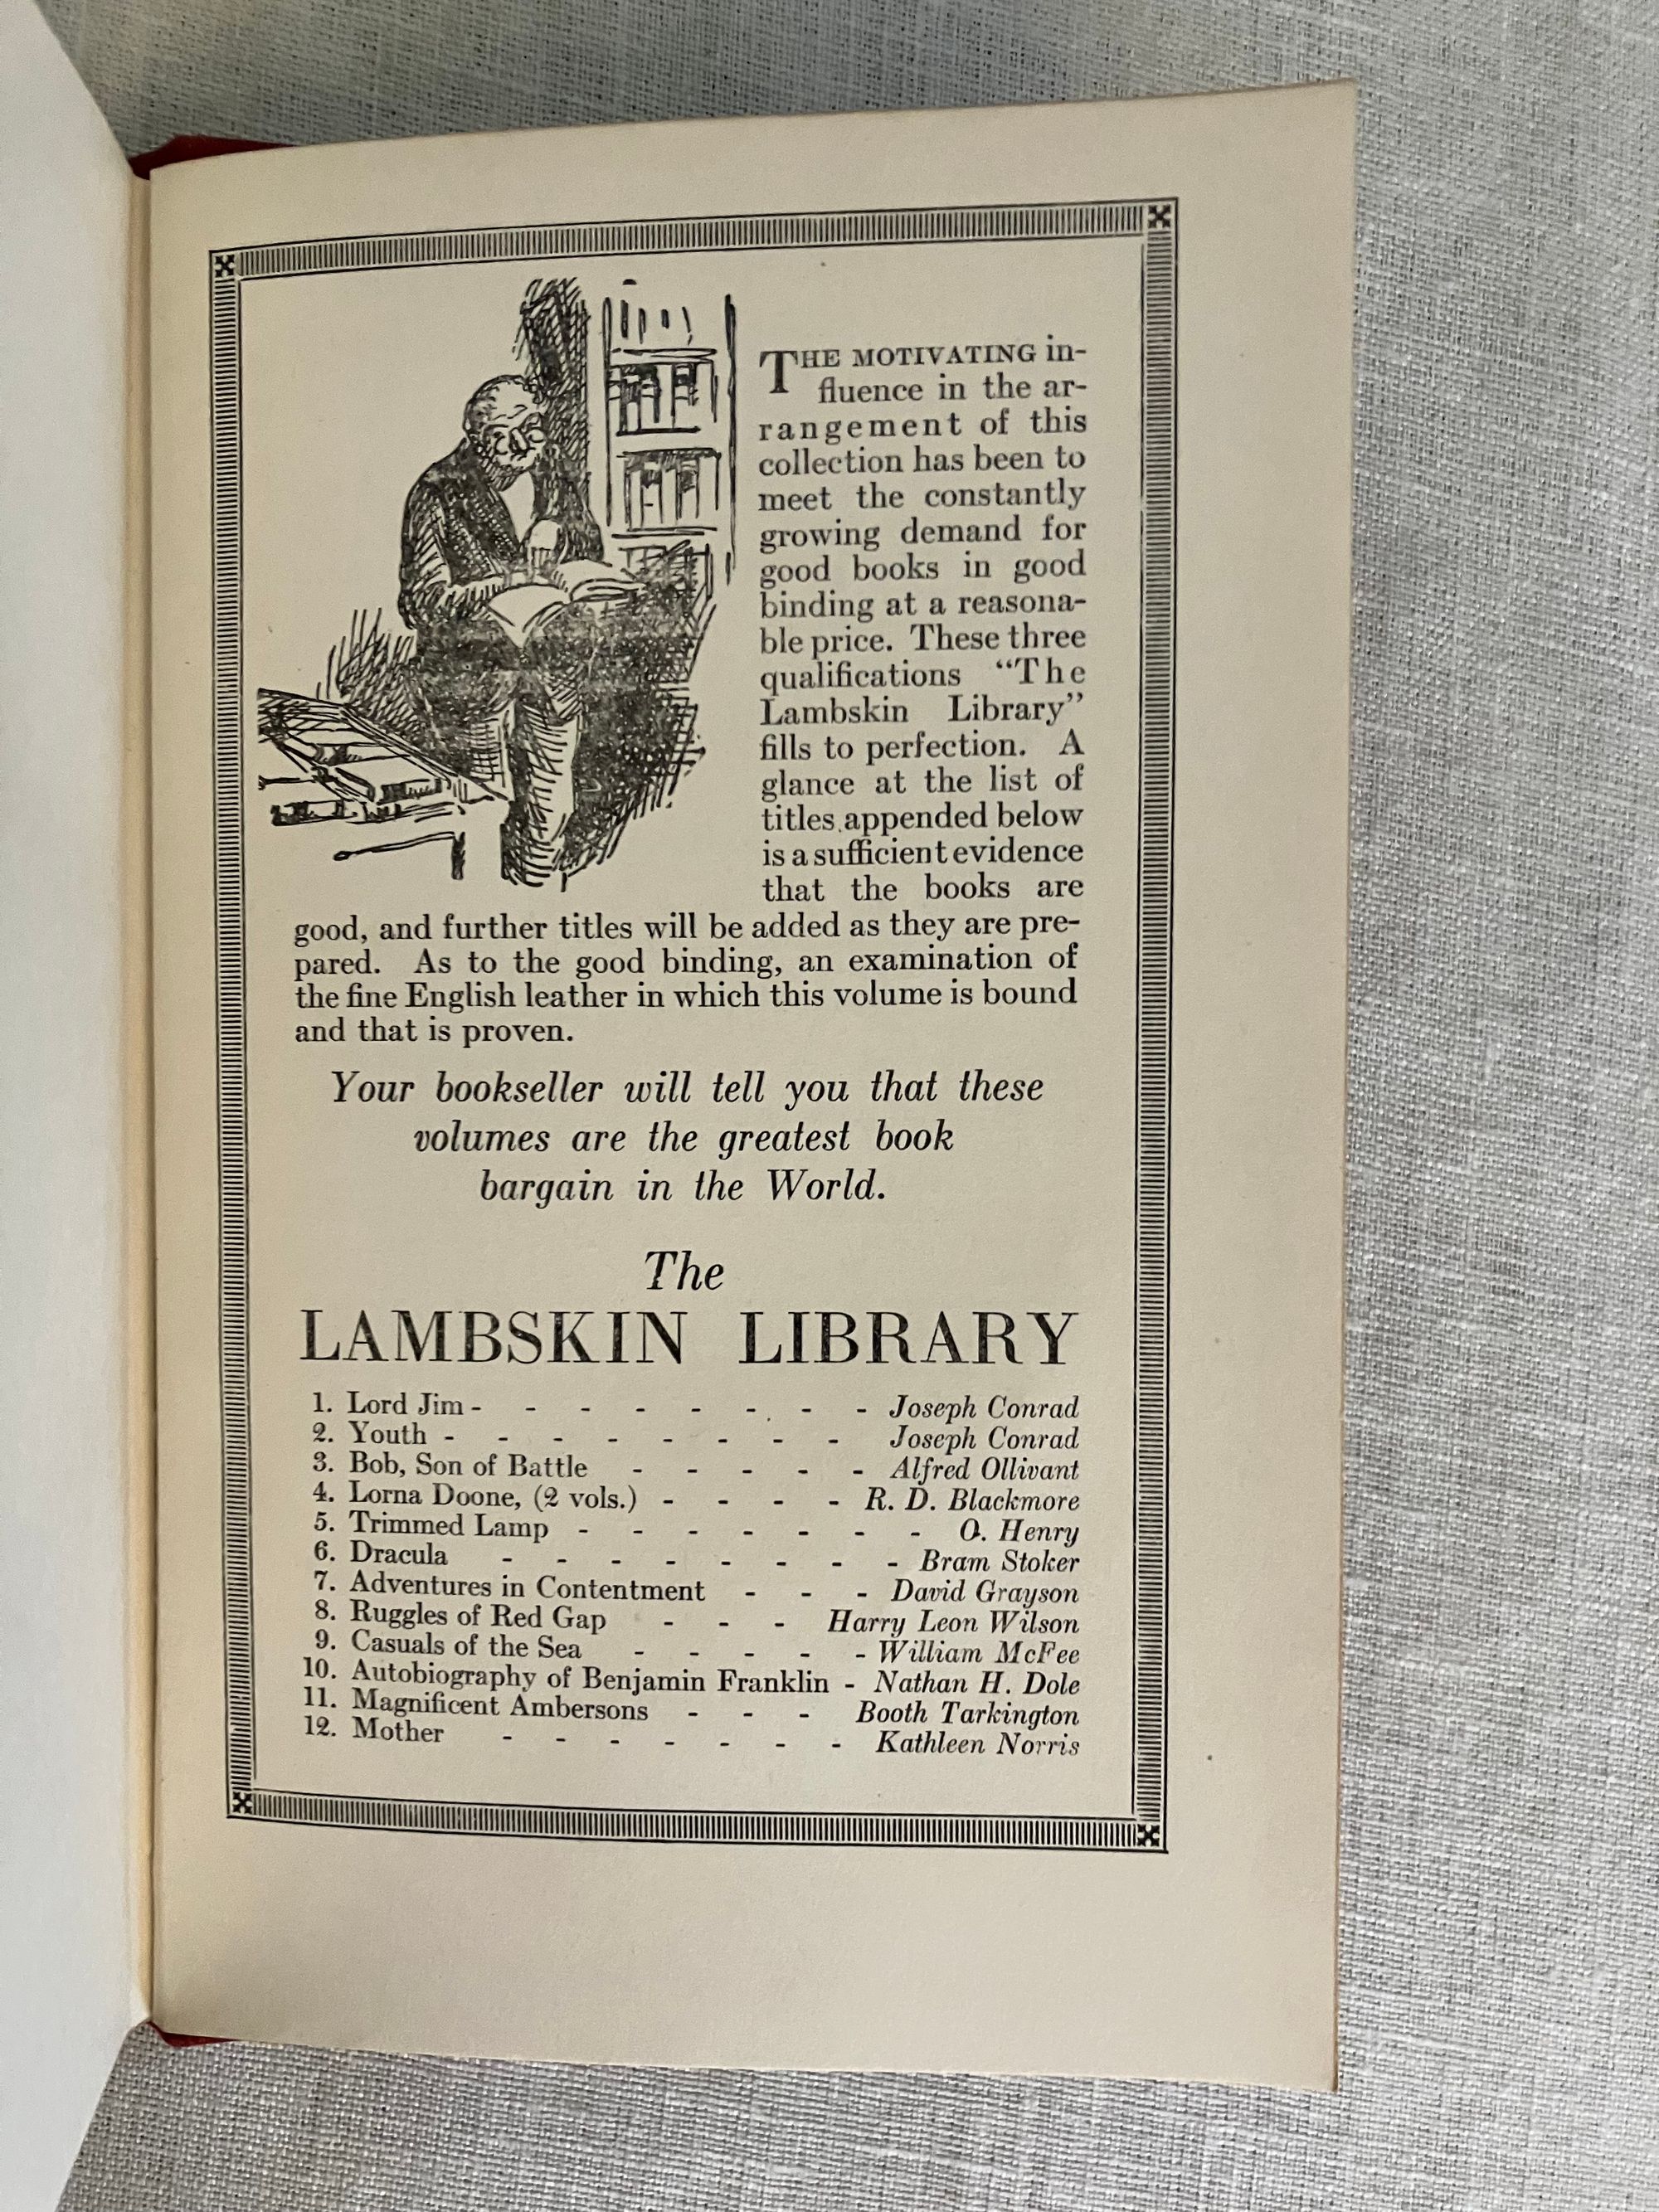 THE MOTIVATING in-
fluence in the ar-
rangement of this
collection has been to
meet the constantly
growing demand for
good books in good
binding at a reasona-
ble price. These three
qualifications “The
Lambskin Library”
fills to perfection. A
glance at the list of
titles appended below
is a sufficient evidence
that the books are
good, and further titles will be added as they are pre-
pared. As to the good binding, an examination of
the fine English leather in which this volume is bound
and that is proven.
Your bookseller will tell you that these
volumes are the greatest book
bargain in the World.
The
LAMBSKIN LIBRARY
1. Lord Jim - - - - - - - - Joseph Conrad
2. Youth - - - - - - - - Joseph Conrad
3. Bob, Son of Battle - - - - - Alfred Ollivant
4. Lorna Doone, (2 vols.) - - - - R. D. Blackmore
5. Trimmed Lamp - - - - - - - O. Henry
6. Dracula - - - - - - - - Bram Stoker
7. Adventures in Contentment - - - David Grayson
8. Ruggles of Red Gap - - - Harry Leon Wilson
9. Casuals of the Sea - - - - - William McFee
10. Autobiography of Benjamin Franklin - Nathan H. Dole
11. Magnificent Ambersons - - - Booth Tarkington
12. Mother - - - - - - - Kathleen Norris